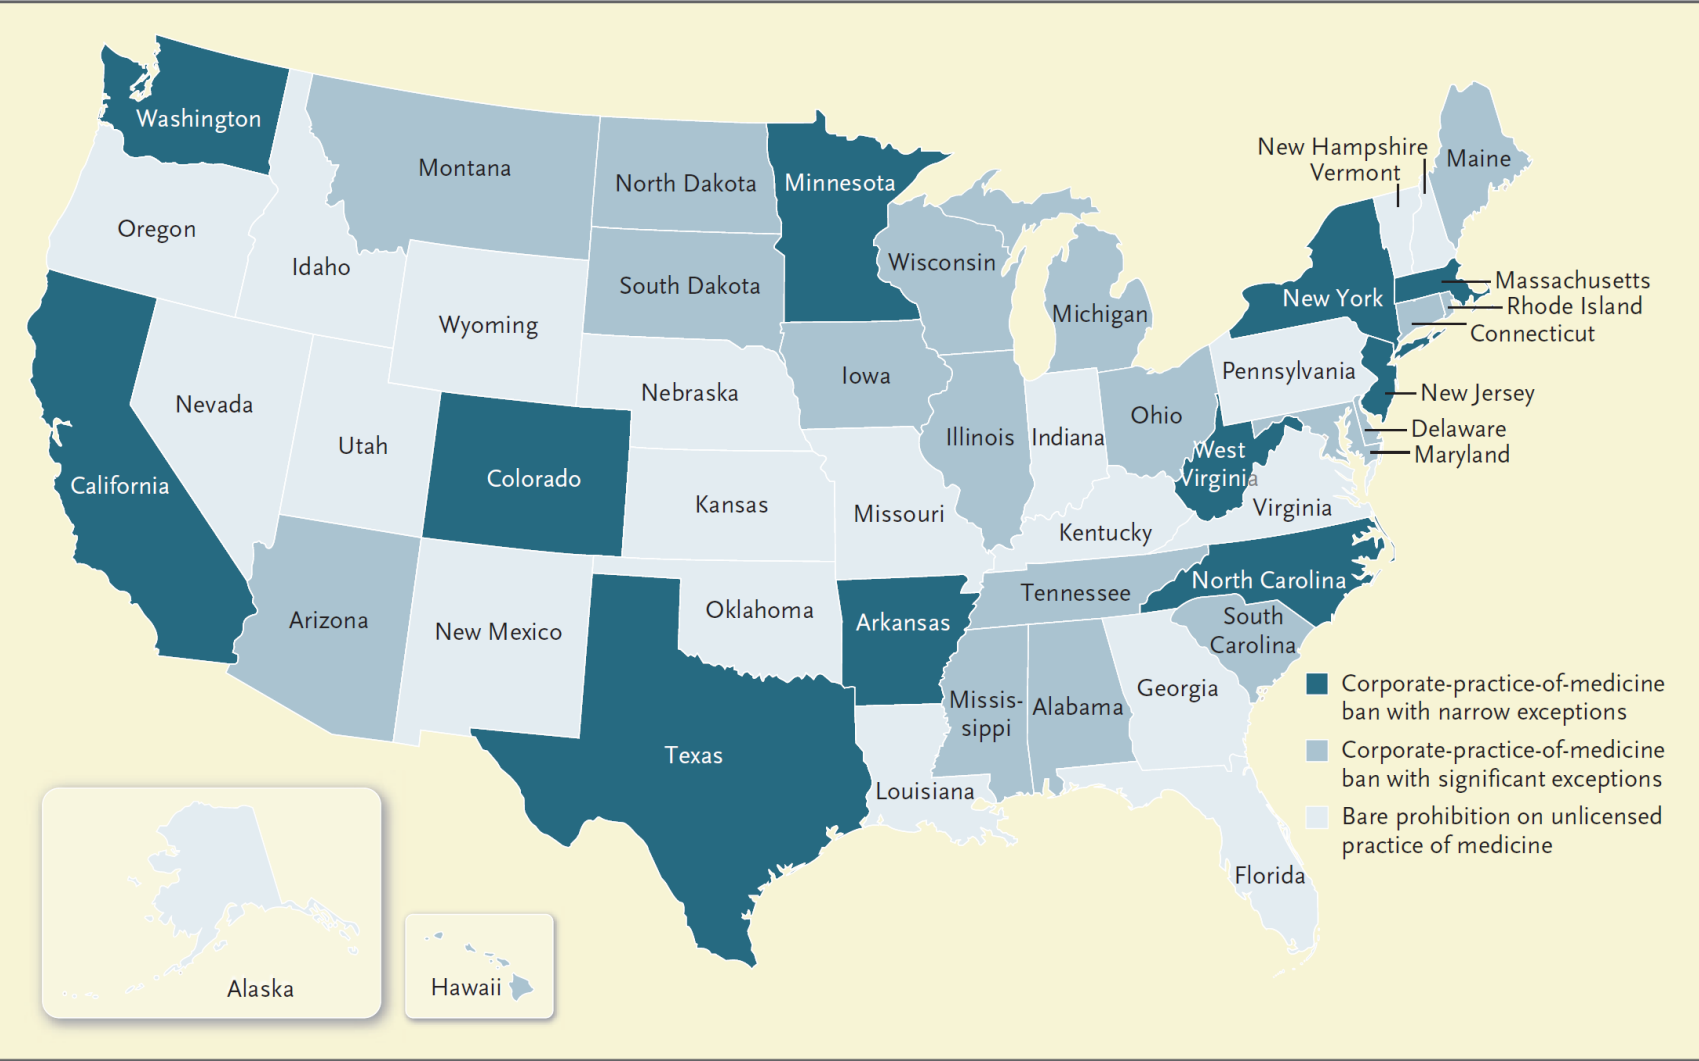 Washington
Montana
North Dakota
Minnesota
New Hampshire
Vermont
Maine
Oregon
Idaho
Wyoming
South Dakota
Wisconsin
Michigan
New York
Massachusetts
Rhode Island
Connecticut
Nevada
Utah
Nebraska
Iowa
Illinois
Indiana
Ohio
Pennsylvania
New Jersey
Delaware
Maryland
California
Colorado
Kansas
Missouri
Kentucky
West
Virginia
Virginia
Arizona
New Mexico
Oklahoma
Arkansas
Tennessee
North Carolina
South
Carolina
Texas
Louisiana
Missis-
sippi
Alabama
Georgia
Florida
Corporate-practice-of-medicine
ban with narrow exceptions
Corporate-practice-of-medicine
ban with significant exceptions
Bare prohibition on unlicensed
practice of medicine
Alaska
Hawaii